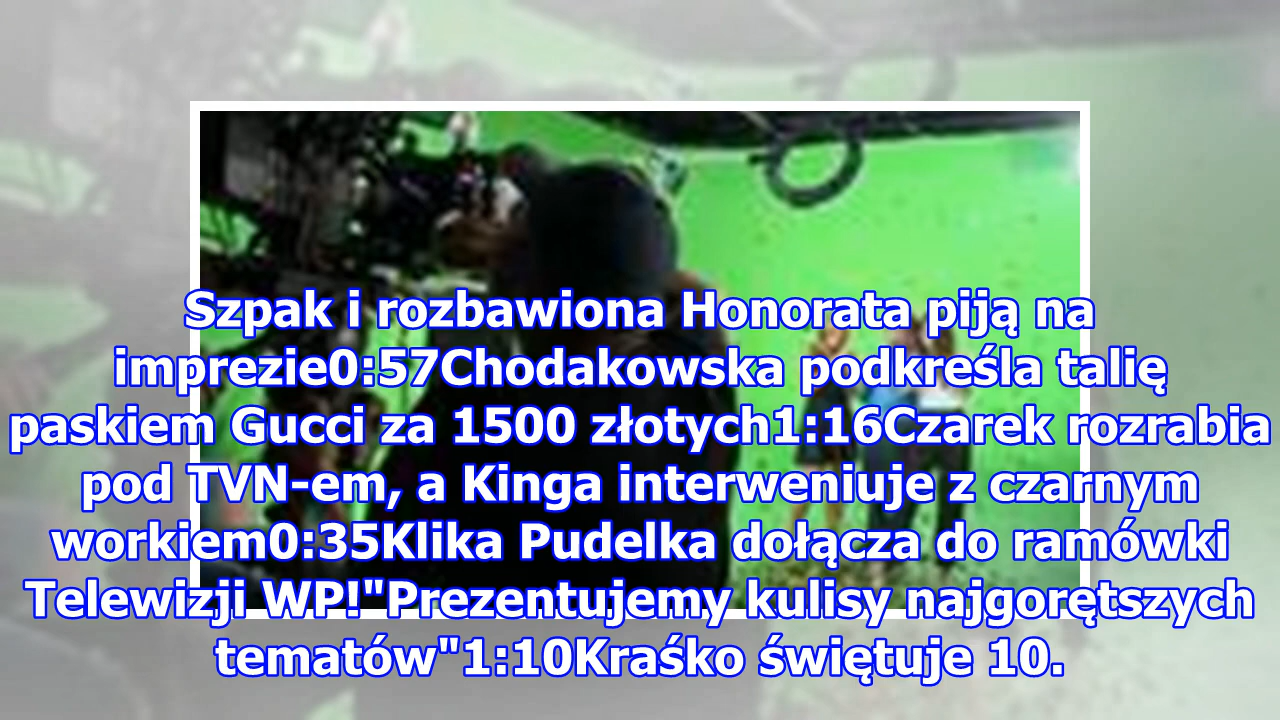 Szpak i rozbawiona Honorata piją na
imprezie0:57Chodakowska podkreśla talię
paskiem Gucci za 1500 złotych1:16Czarek rozrabia
pod TVN-em, a Kinga interweniuje z czarnym
workiem0:35Klika Pudelka dołącza do ramówki
Telewizji WP!"Prezentujemy kulisy najgorętszych
tematów"1:10Kraśko świętuje 10.